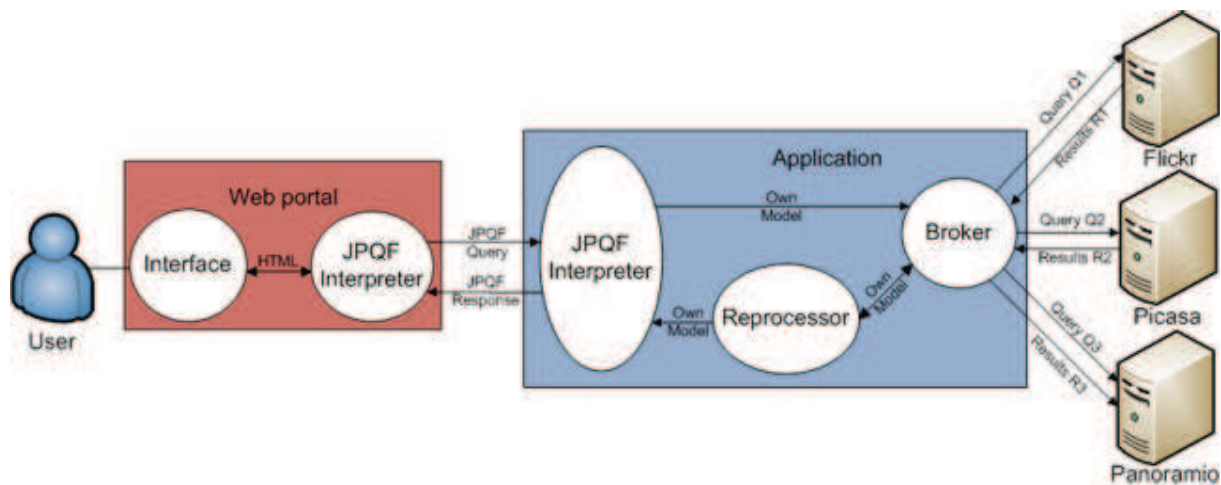 Web portal
Application
User
Interface
HTML
JPQF
Interpreter
JPQF
Query
JPQF
Response
JPQF
Interpreter
Own
Model
Own
Model
Reprocessor
Own
Model
Broker
Query Q1
Results R1
Flickr
Query Q2
Results R2
Picasa
Query Q3
Results R3
Panoramio